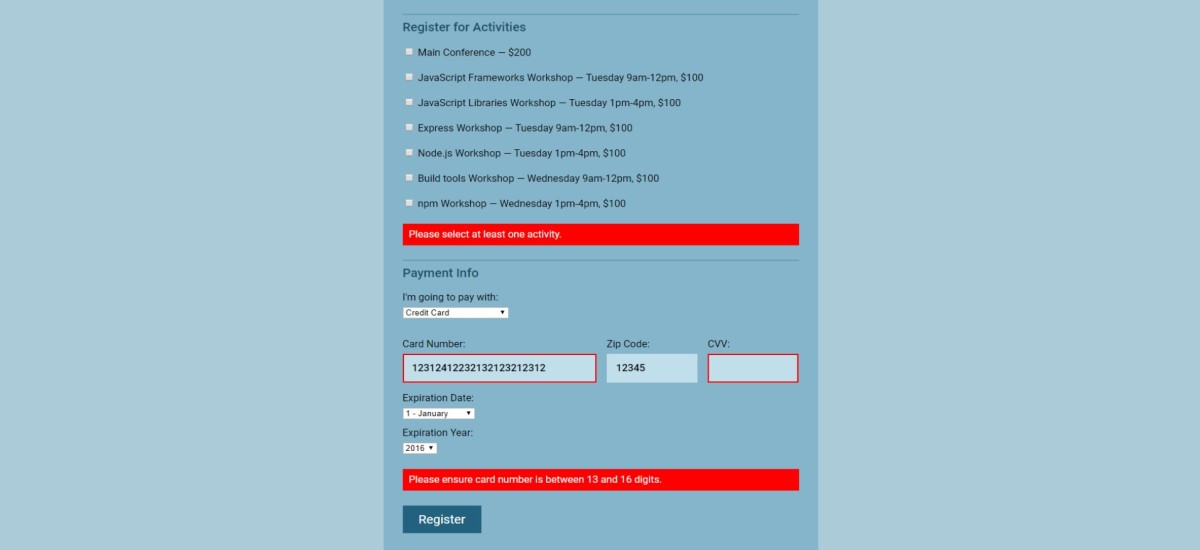 Register for Activities
Main Conference — $200
JavaScript Frameworks Workshop — Tuesday 9am-12pm, $100
JavaScript Libraries Workshop — Tuesday 1pm-4pm, $100
Express Workshop — Tuesday 9am-12pm, $100
Node.js Workshop — Tuesday 1pm-4pm, $100
Build tools Workshop — Wednesday 9am-12pm, $100
npm Workshop — Wednesday 1pm-4pm, $100
Please select at least one activity.
Payment Info
I'm going to pay with:
Credit Card
Card Number: Zip Code: CVV:
12312412232132123212312 12345
Expiration Date:
1 - January
Expiration Year:
2016
Please ensure card number is between 13 and 16 digits.
Register